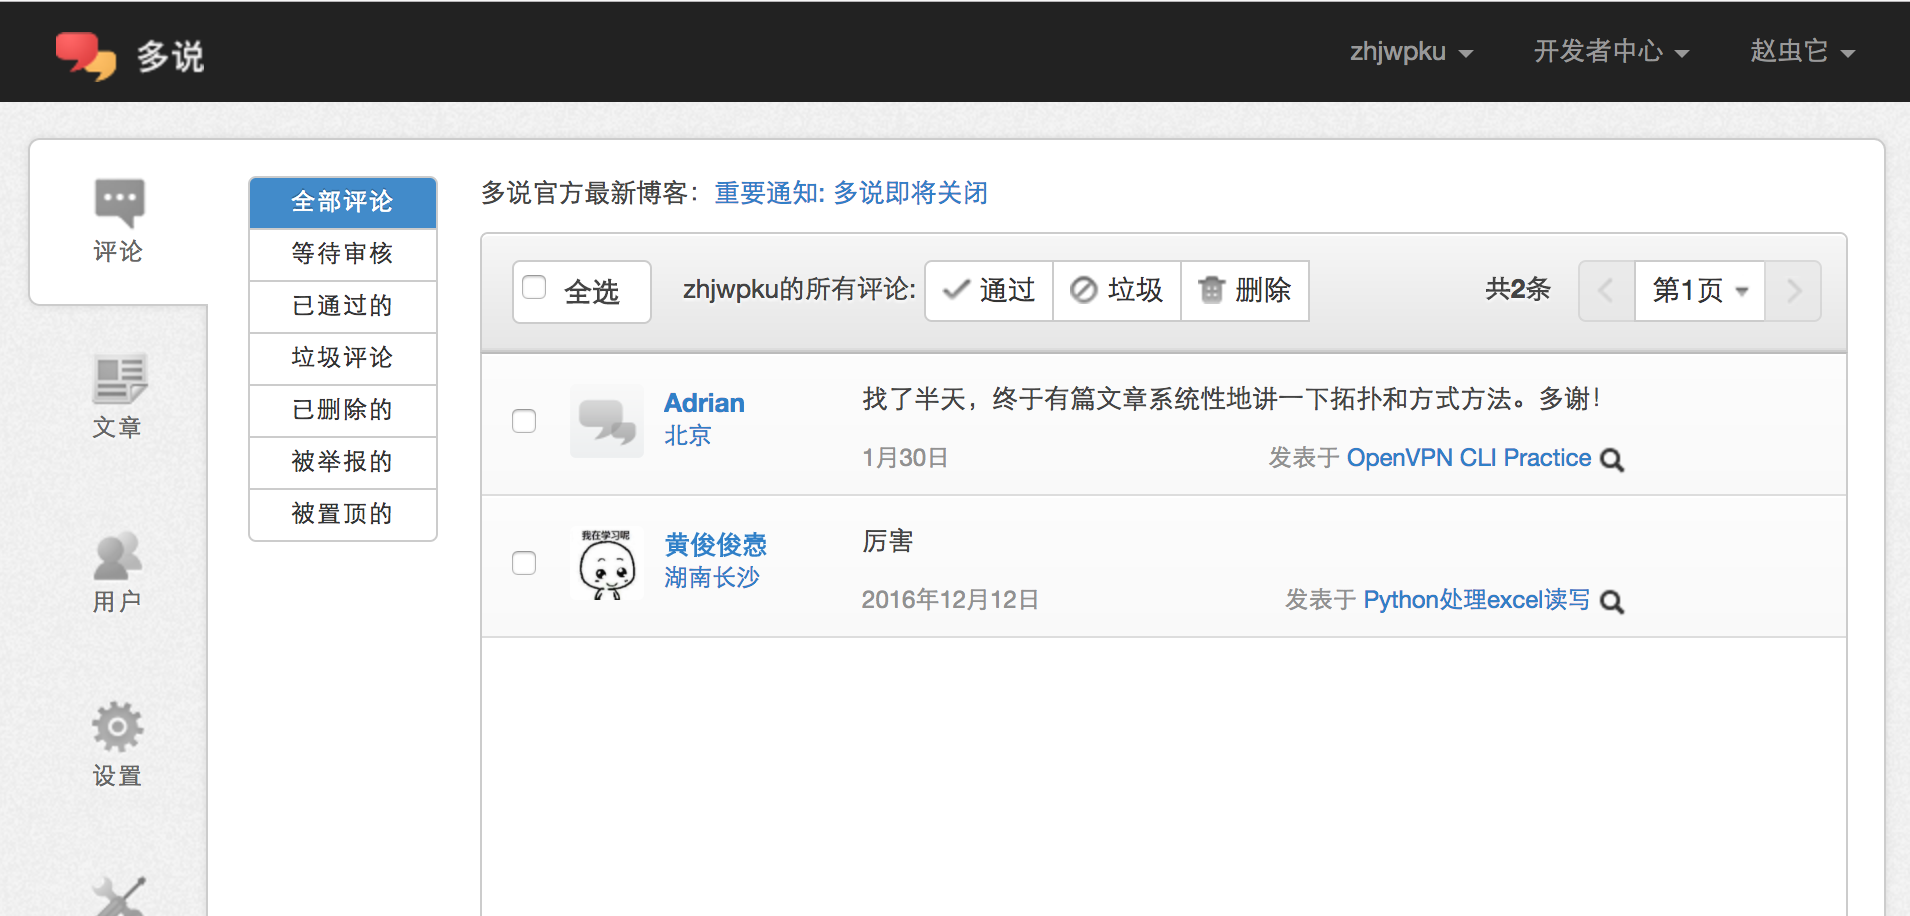 多说
zhjwpku
开发者中心
赵虫它
评论
文章
用户
设置
全部评论
等待审核
已通过的
垃圾评论
已删除的
被举报的
被置顶的
多说官方最新博客：重要通知: 多说即将关闭
全选
zhjwpku的所有评论:
通过
垃圾
删除
共2条
第1页
Adrian
北京
找了半天，终于有篇文章系统性地讲一下拓扑和方式方法。多谢！
1月30日
发表于 OpenVPN CLI Practice
我在学习呢
黄俊俊悫
湖南长沙
厉害
2016年12月12日
发表于 Python处理excel读写